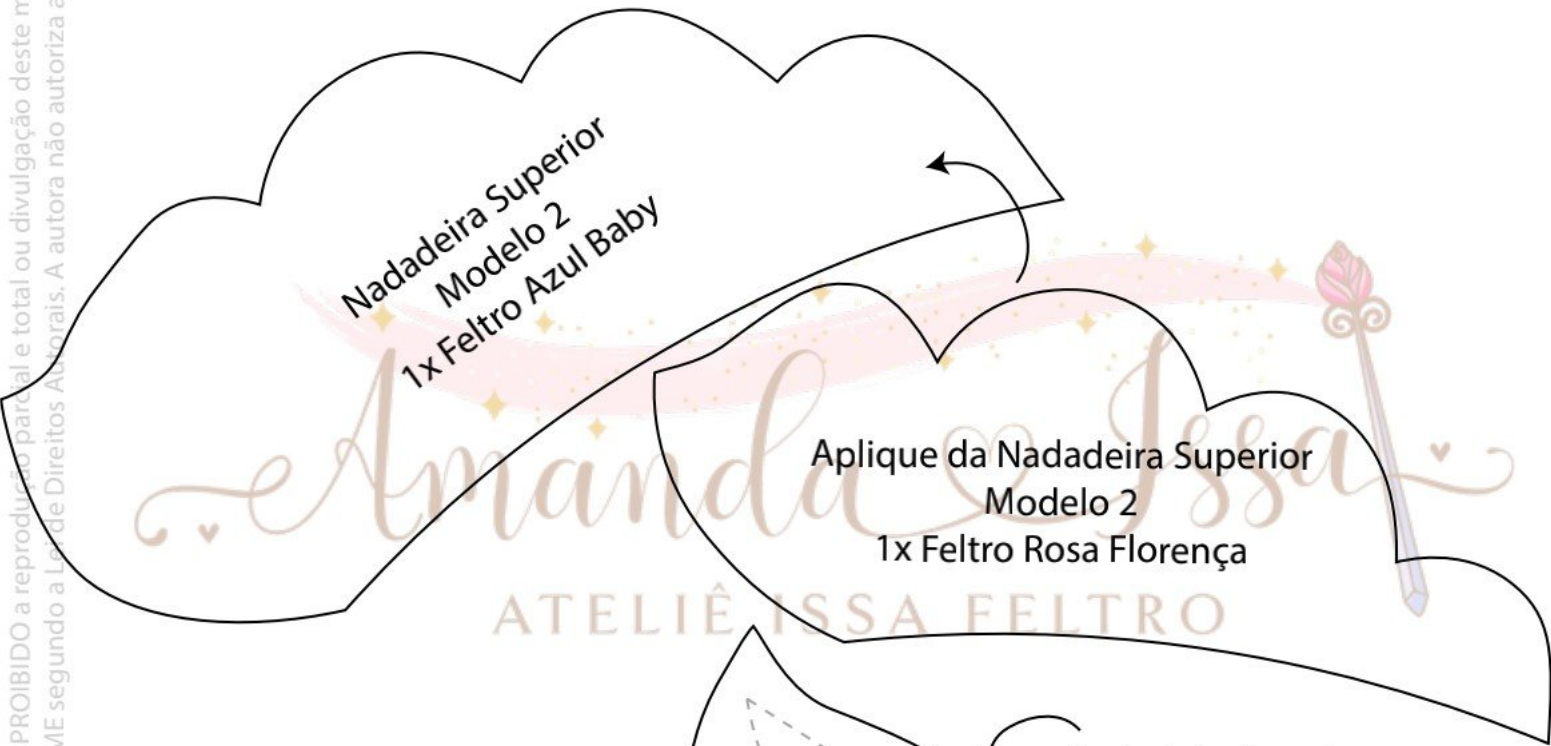 PROIBIDO a reprodução parcial e total ou divulgação deste
ME segundo a Lei de Direitos Autorais. A autora não autoriza
Nadadeira Superior
Modelo 2
1x Feltro Azul Baby
Aplique da Nadadeira Superior
Modelo 2
1x Feltro Rosa Florença
Amanda Issa
ATELIÊ ISSA FELTRO